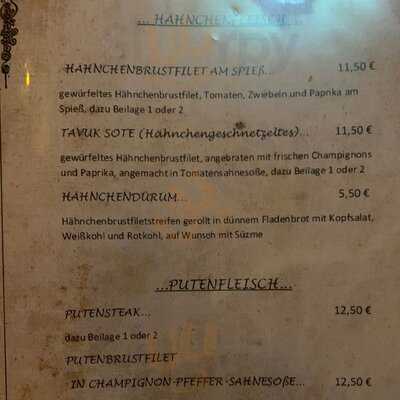 ... HÄHNCHENFLEISCH ...
HÄHNCHENBRUSTFILET AM SPIEß... 11,50 €
gewürfeltes Hähnchenbrustfilet, Tomaten, Zwiebeln und Paprika am
Spieß, dazu Beilage 1 oder 2
TAVUK SOTE (Hähnchengeschnetzeltes)... 11,50 €
gewürfeltes Hähnchenbrustfilet, angebraten mit frischen Champignons
und Paprika, angemacht in Tomatensahnesoße, dazu Beilage 1 oder 2
HÄHNCHENDÜRÜM... 5,50 €
Hähnchenbrustfiletstreifen gerollt in dünnem Fladenbrot mit Kopfsalat,
Weißkohl und Rotkohl, auf Wunsch mit Süzme
...PUTENFLEISCH...
PUTENSTEAK... 12,50 €
dazu Beilage 1 oder 2
PUTENBRUSTFILET
IN CHAMPIGNON-PFEFFER-SAHNESOßE... 12,50 €